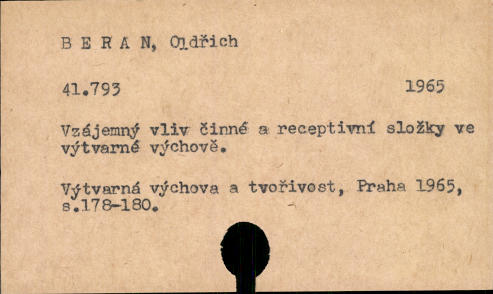 B E R A N, Oldřich
41.793 1965
Vzájemný vliv činné a receptivní složky ve
výtvarné výchově.
Výtvarná výchova a tvořivost, Praha 1965,
s.178-180.